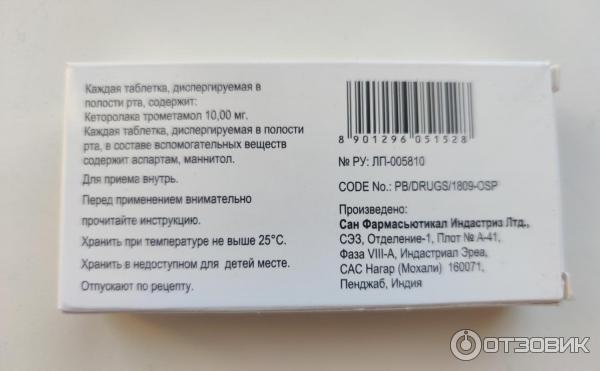 Каждая таблетка, диспергируемая в
полости рта, содержит:
Кеторолака трометамол 10,00 мг.
Каждая таблетка, диспергируемая в полости
рта, в составе вспомогательных веществ
содержит аспартам, маннитол.
Для приема внутрь.
Перед применением внимательно
прочитайте инструкцию.
Хранить при температуре не выше 25°С.
Хранить в недоступном для детей месте.
Отпускают по рецепту.
8 901296 051528
№ РУ: ЛП-005810
CODE No.: PB/DRUGS/1809-OSP
Произведено:
Сан Фармасьютикал Индастриз Лтд.,
СЭЗ, Отделение-1, Плот № А-41,
Фаза VIII-А, Индастриал Эреа,
САС Нагар (Мохали) 160071,
Пенджаб, Индия
ОТЗОВИК